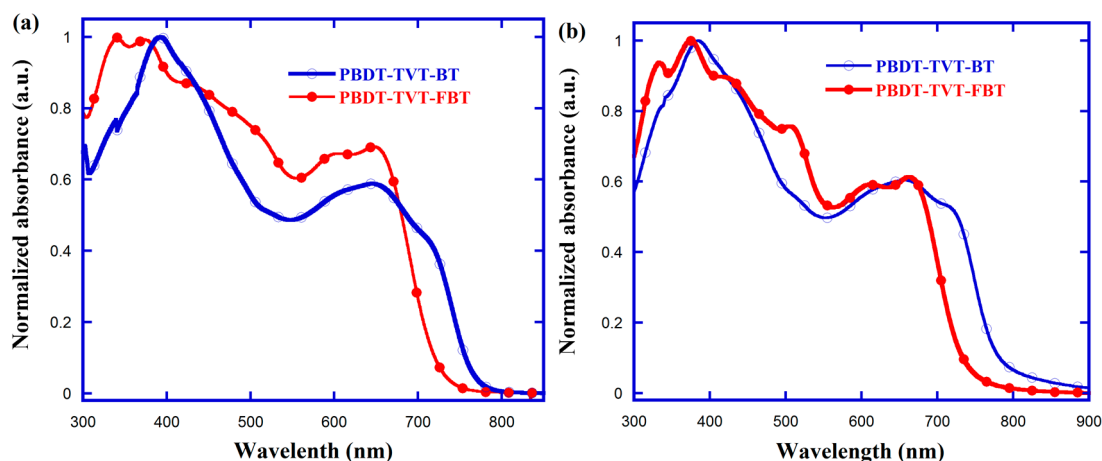 (a)
Normalized absorbance (a.u.)
1
0.8
0.6
0.4
0.2
0
PBDT-TVT-BT
PBDT-TVT-FBT
300 400 500 600 700 800
Wavelenth (nm)
(b)
Normalized absorbance (a.u.)
1
0.8
0.6
0.4
0.2
0
PBDT-TVT-BT
PBDT-TVT-FBT
300 400 500 600 700 800 900
Wavelength (nm)